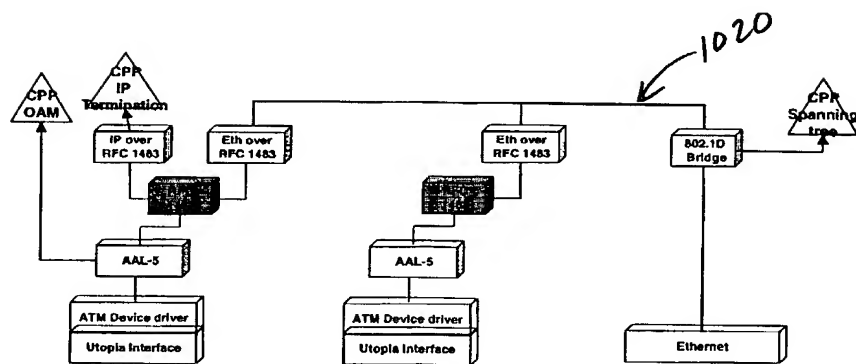 1020
CPP
OAM
CPP
IP
Termination
CPP
Spanning
tree
IP over
RFC 1483
Eth over
RFC 1483
Eth over
RFC 1483
802.1D
Bridge
AAL-5
AAL-5
ATM Device driver
Utopia Interface
ATM Device driver
Utopia Interface
Ethernet